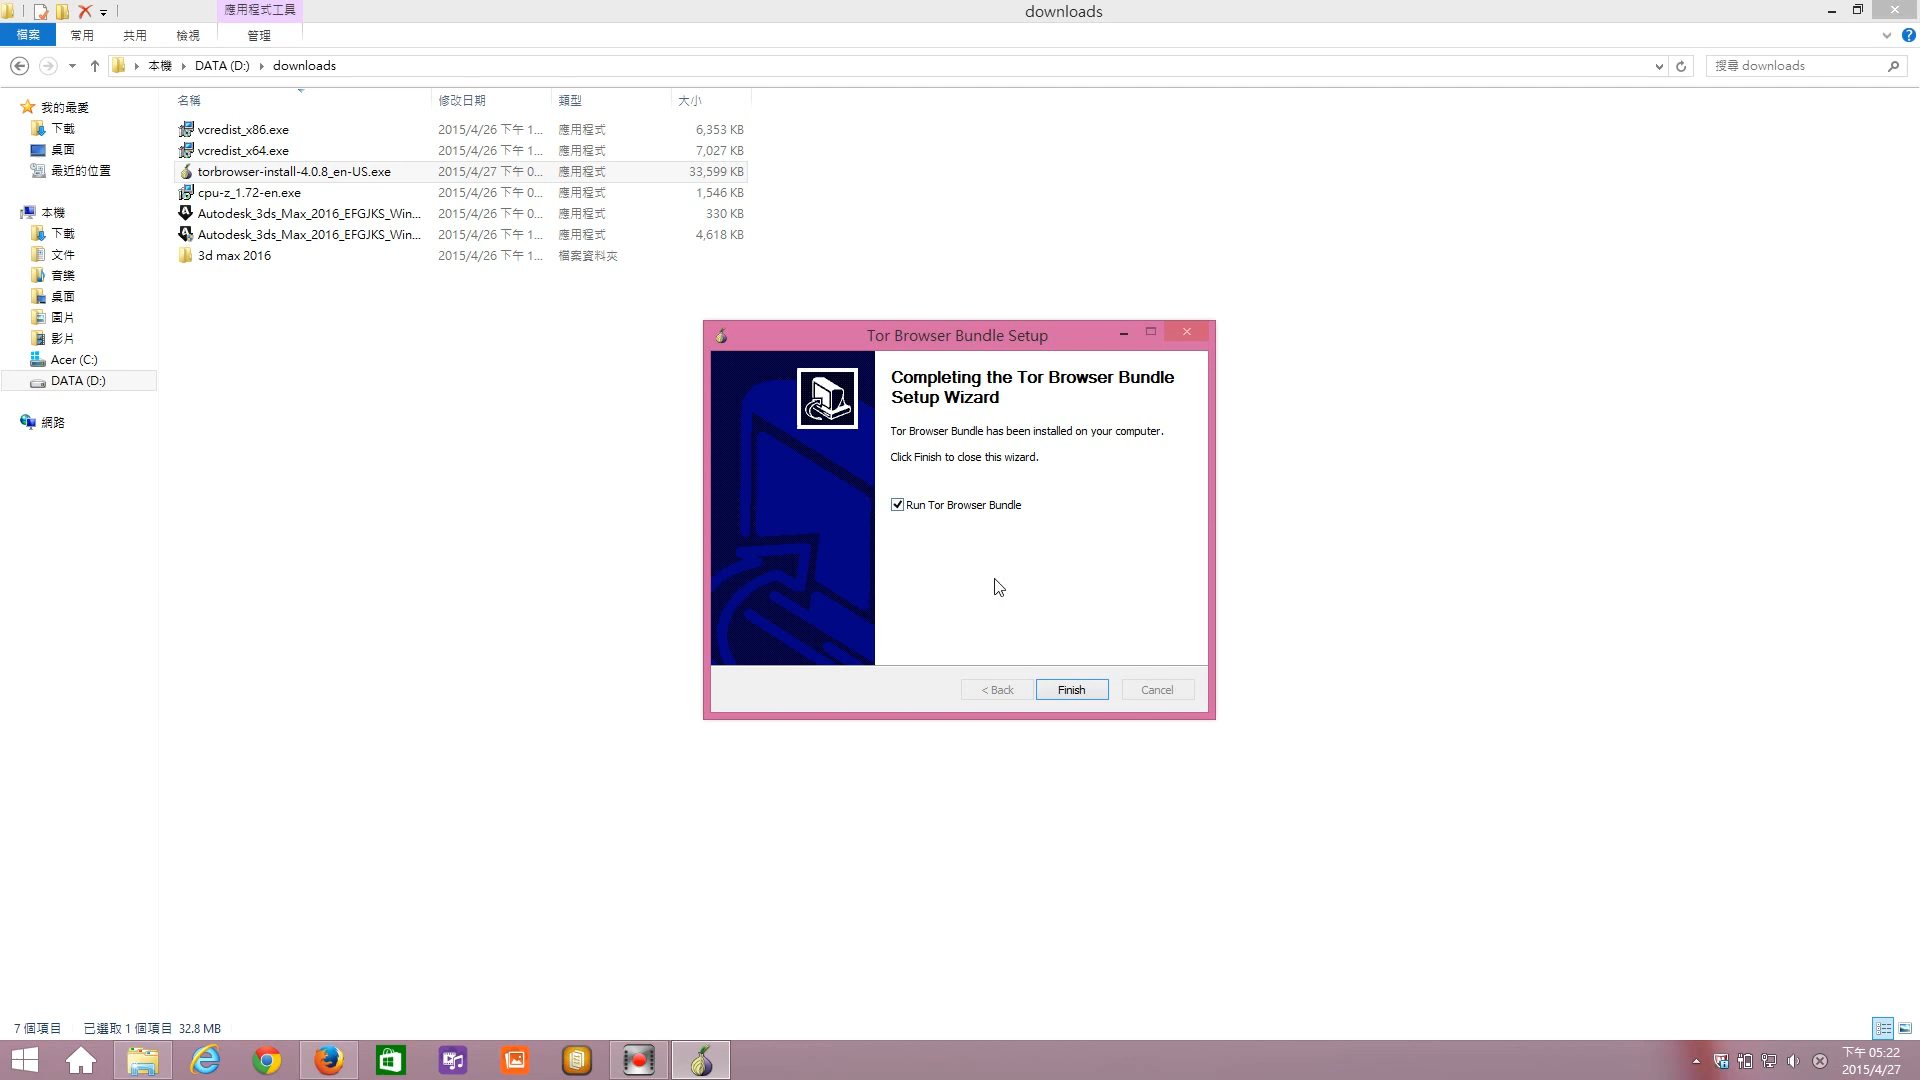 應用程式工具
downloads
檔案 常用 共用 檢視 管理
本機 DATA (D:) downloads
搜尋 downloads
名稱 修改日期 類型 大小
vcredist_x86.exe 2015/4/26 下午 1... 應用程式 6,353 KB
vcredist_x64.exe 2015/4/26 下午 1... 應用程式 7,027 KB
torbrowser-install-4.0.8_en-US.exe 2015/4/27 下午 0... 應用程式 33,599 KB
cpu-z_1.72-en.exe 2015/4/26 下午 0... 應用程式 1,546 KB
Autodesk_3ds_Max_2016_EFGJKS_Win... 2015/4/26 下午 0... 應用程式 330 KB
Autodesk_3ds_Max_2016_EFGJKS_Win... 2015/4/26 下午 0... 應用程式 4,618 KB
3d max 2016 2015/4/26 下午 1... 檔案資料夾
我的最愛
下載
桌面
最近的位置
本機
下載
文件
音樂
桌面
圖片
影片
Acer (C:)
DATA (D:)
網路
Tor Browser Bundle Setup
Completing the Tor Browser Bundle
Setup Wizard
Tor Browser Bundle has been installed on your computer.
Click Finish to close this wizard.
Run Tor Browser Bundle
< Back Finish Cancel
7 個項目 已選取 1 個項目 32.8 MB
下午 05:22
2015/4/27